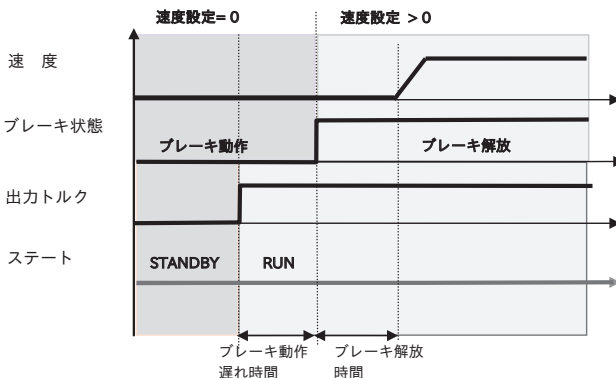 速度設定= 0 速度設定 > 0
速　度
ブレーキ状態
ブレーキ動作 ブレーキ解放
出力トルク
ステート
STANDBY RUN
ブレーキ動作 ブレーキ解放
遅れ時間 時間